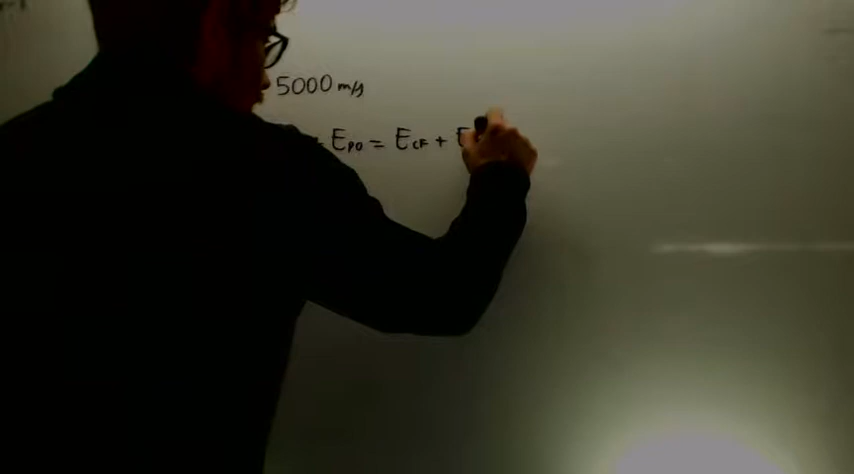 5000 m/s
+ E_PO = E_CF + E